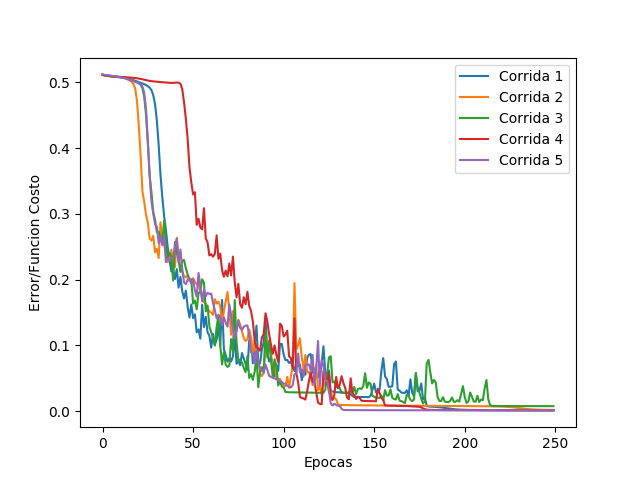 Corrida 1
Corrida 2
Corrida 3
Corrida 4
Corrida 5
Error/Funcion Costo
0.5
0.4
0.3
0.2
0.1
0.0
0 50 100 150 200 250
Epocas